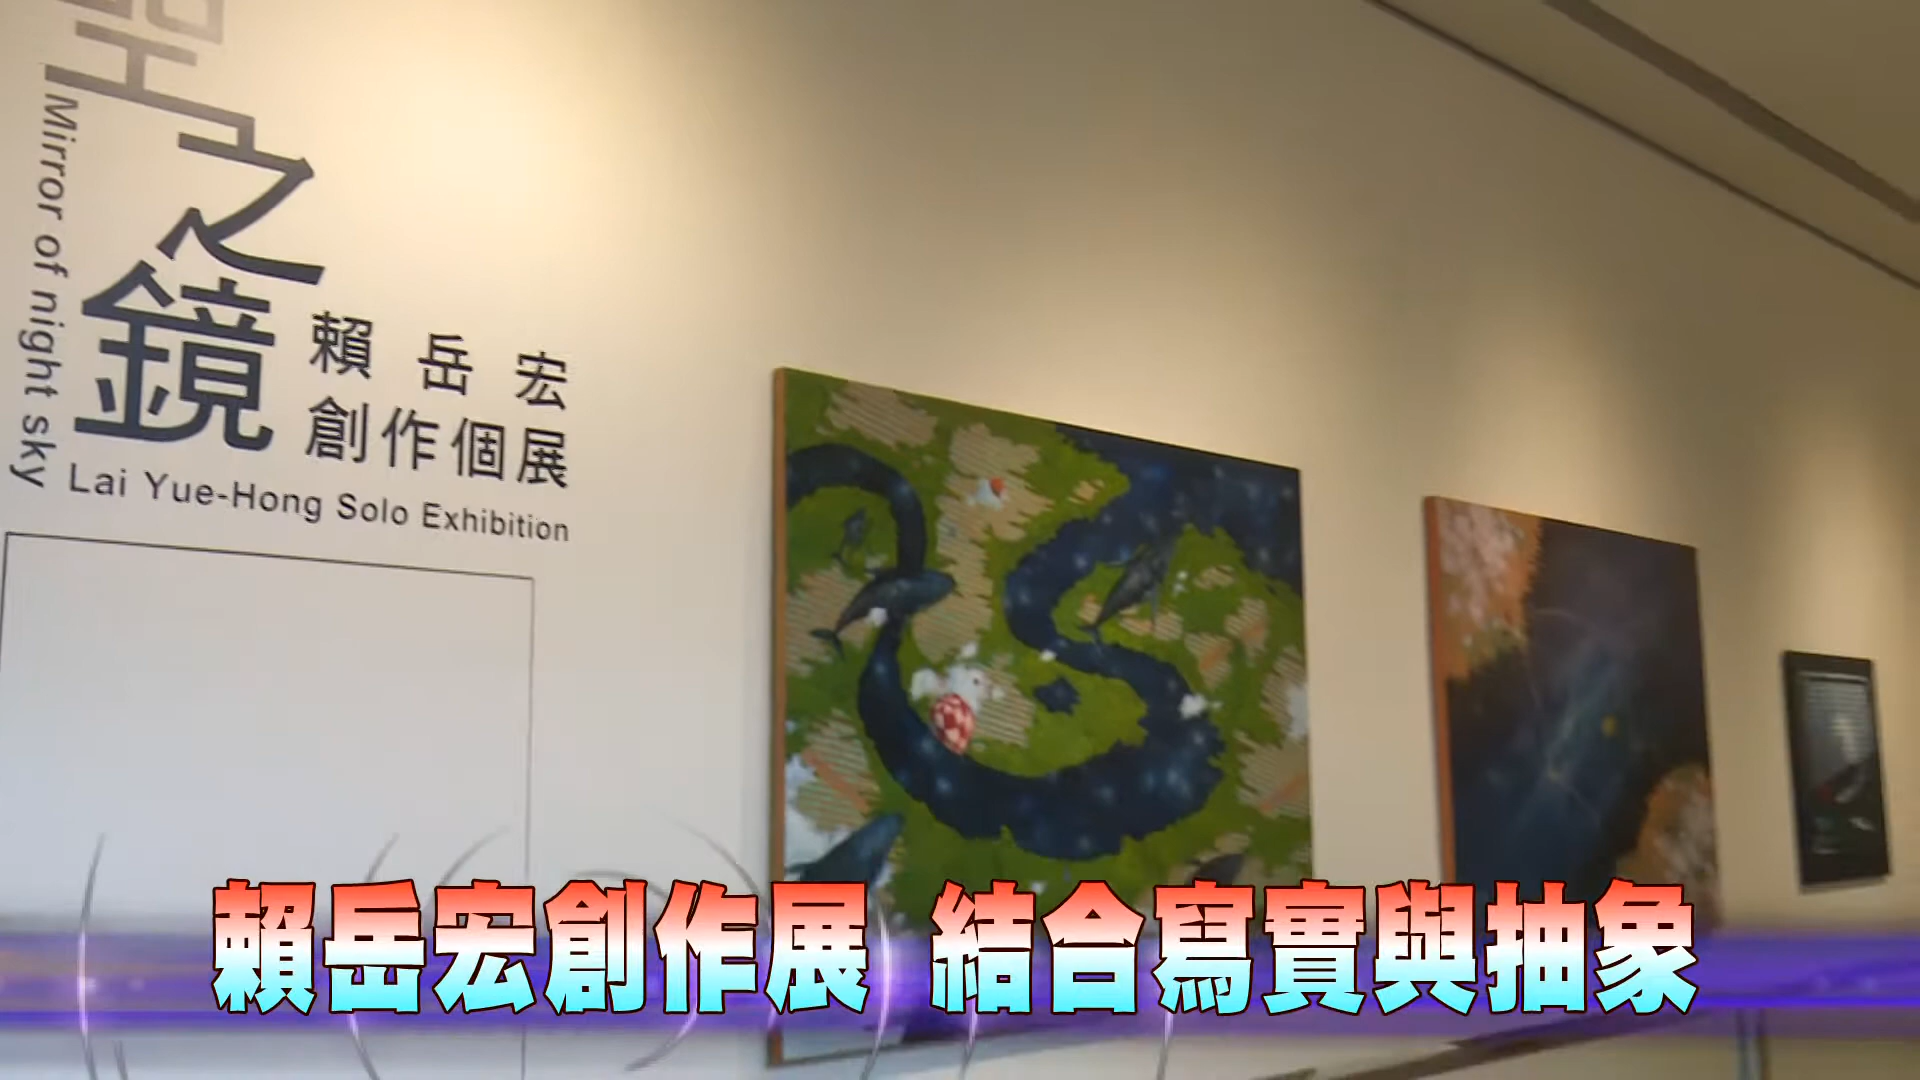 之鏡
Mirror of night sky
賴岳宏
創作個展
Lai Yue-Hong Solo Exhibition
賴岳宏創作展 結合寫實與抽象